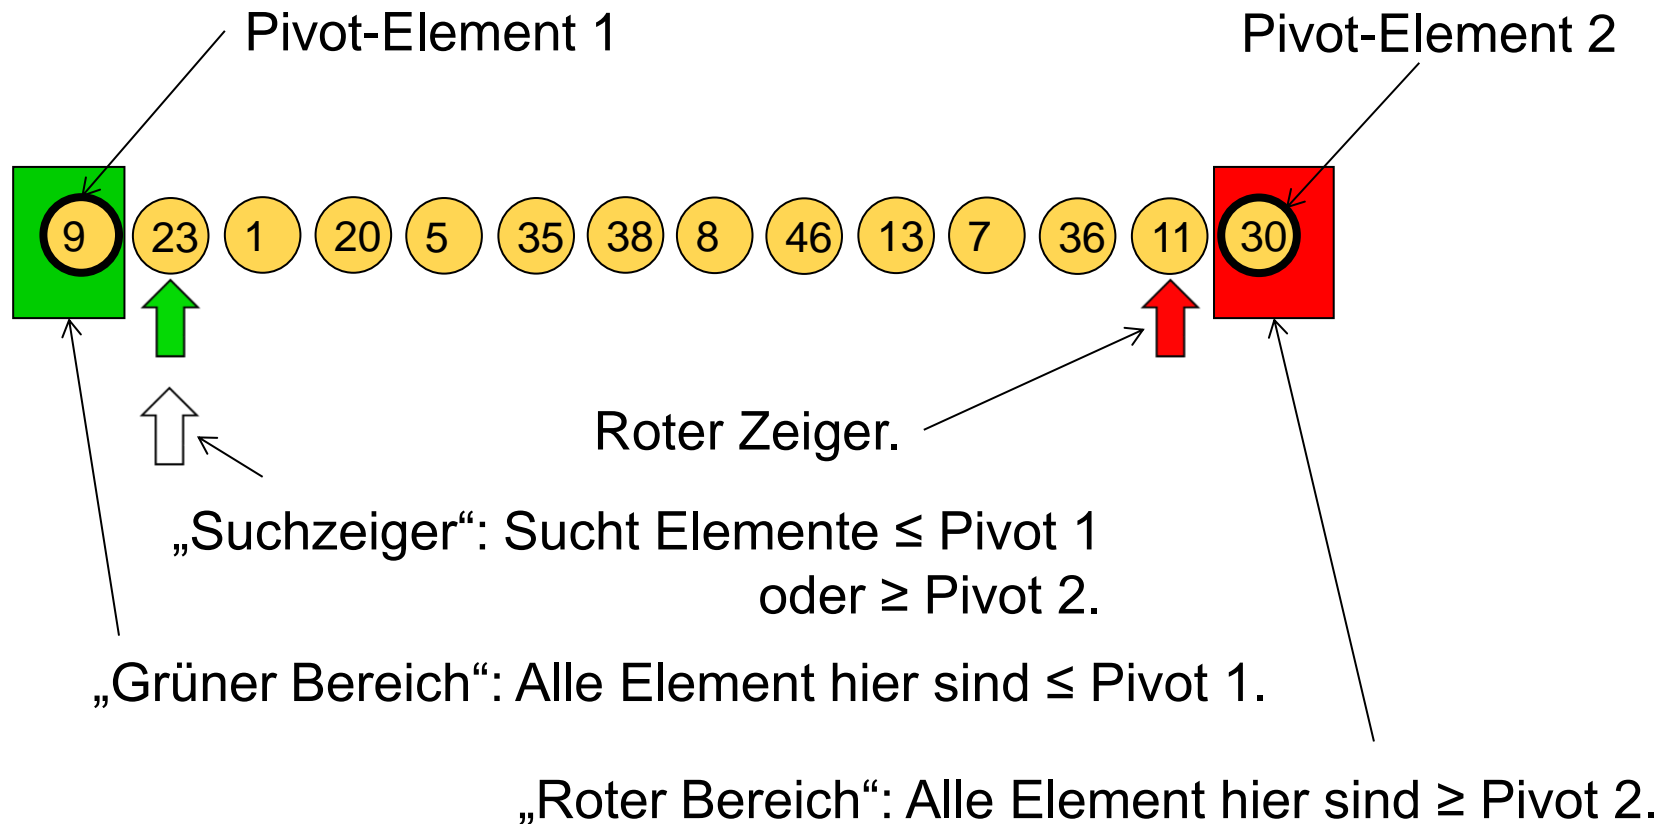 Pivot-Element 1
Pivot-Element 2
9 23 1 20 5 35 38 8 46 13 7 36 11 30
Roter Zeiger.
„Suchzeiger“: Sucht Elemente ≤ Pivot 1
oder ≥ Pivot 2.
„Grüner Bereich“: Alle Element hier sind ≤ Pivot 1.
„Roter Bereich“: Alle Element hier sind ≥ Pivot 2.